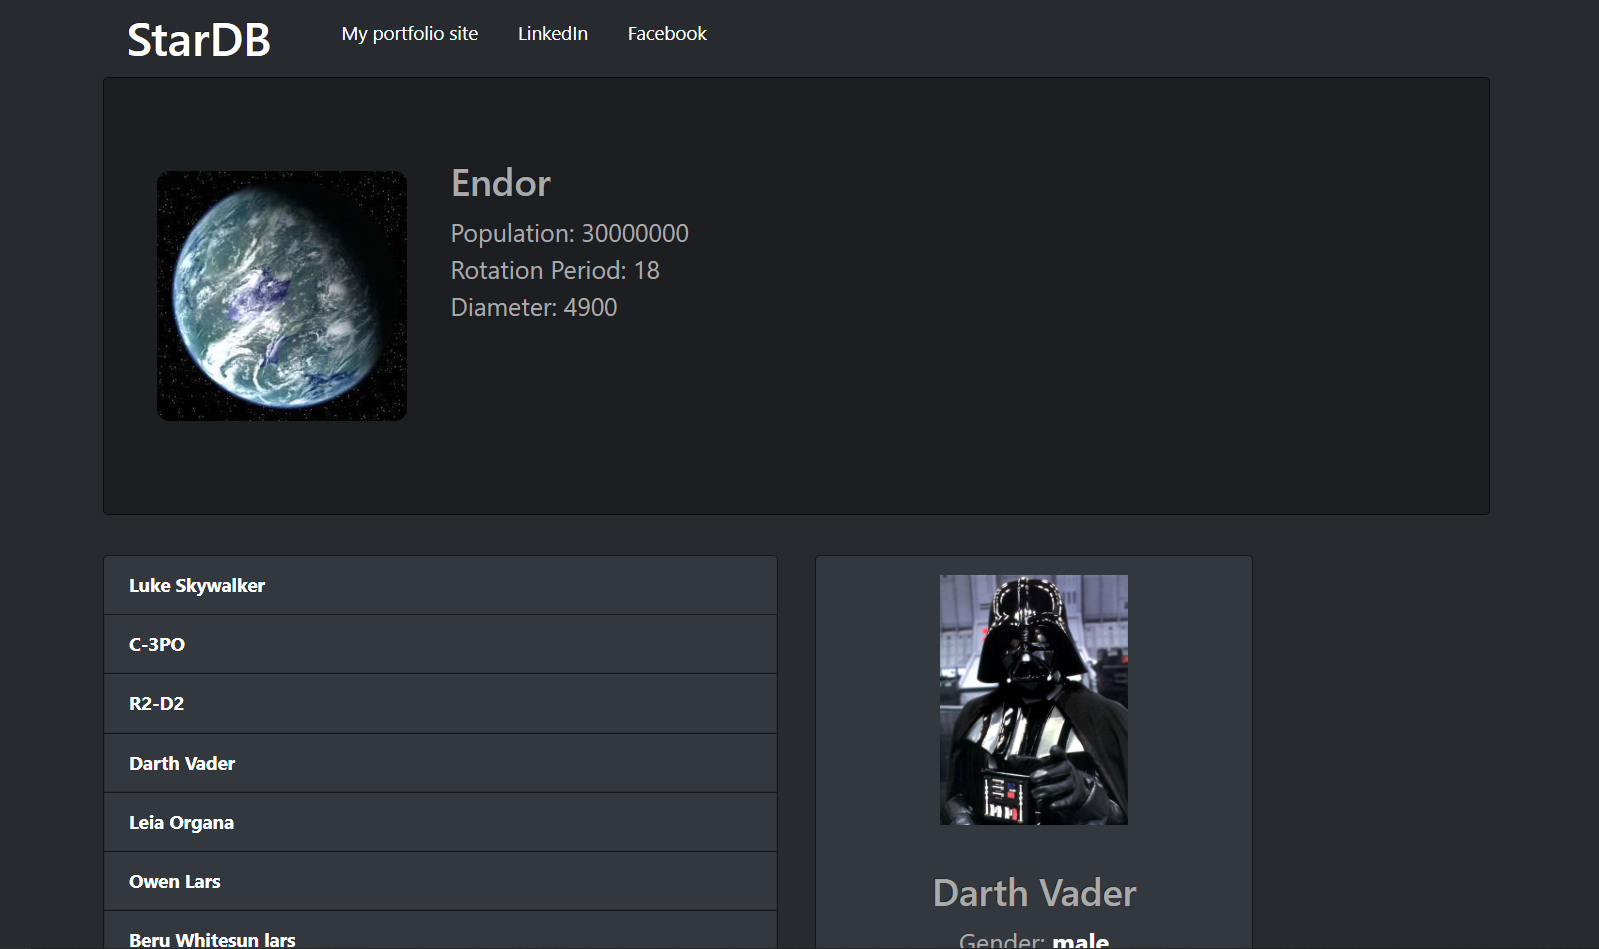 StarDB
My portfolio site
LinkedIn
Facebook
Endor
Population: 30000000
Rotation Period: 18
Diameter: 4900
Luke Skywalker
C-3PO
R2-D2
Darth Vader
Leia Organa
Owen Lars
Beru Whitesun lars
Darth Vader
Gender: male